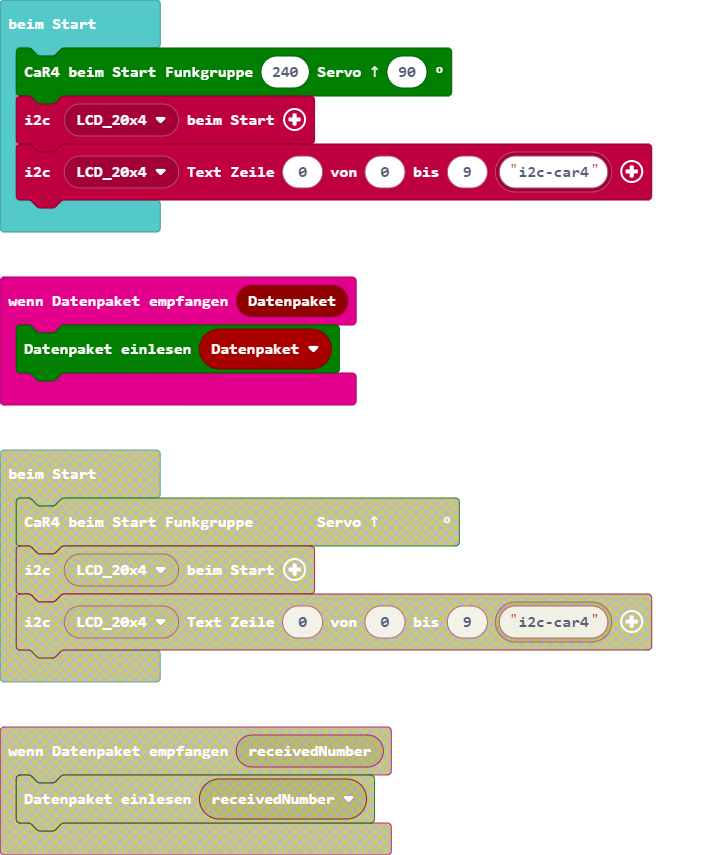 beim Start
CaR4 beim Start Funkgruppe 240 Servo ↑ 90 °
i2c LCD_20x4 beim Start
i2c LCD_20x4 Text Zeile 0 von 0 bis 9 "i2c-car4"
wenn Datenpaket empfangen Datenpaket
Datenpaket einlesen Datenpaket
beim Start
CaR4 beim Start Funkgruppe Servo ↑ °
i2c LCD_20x4 beim Start
i2c LCD_20x4 Text Zeile 0 von 0 bis 9 "i2c-car4"
wenn Datenpaket empfangen receivedNumber
Datenpaket einlesen receivedNumber